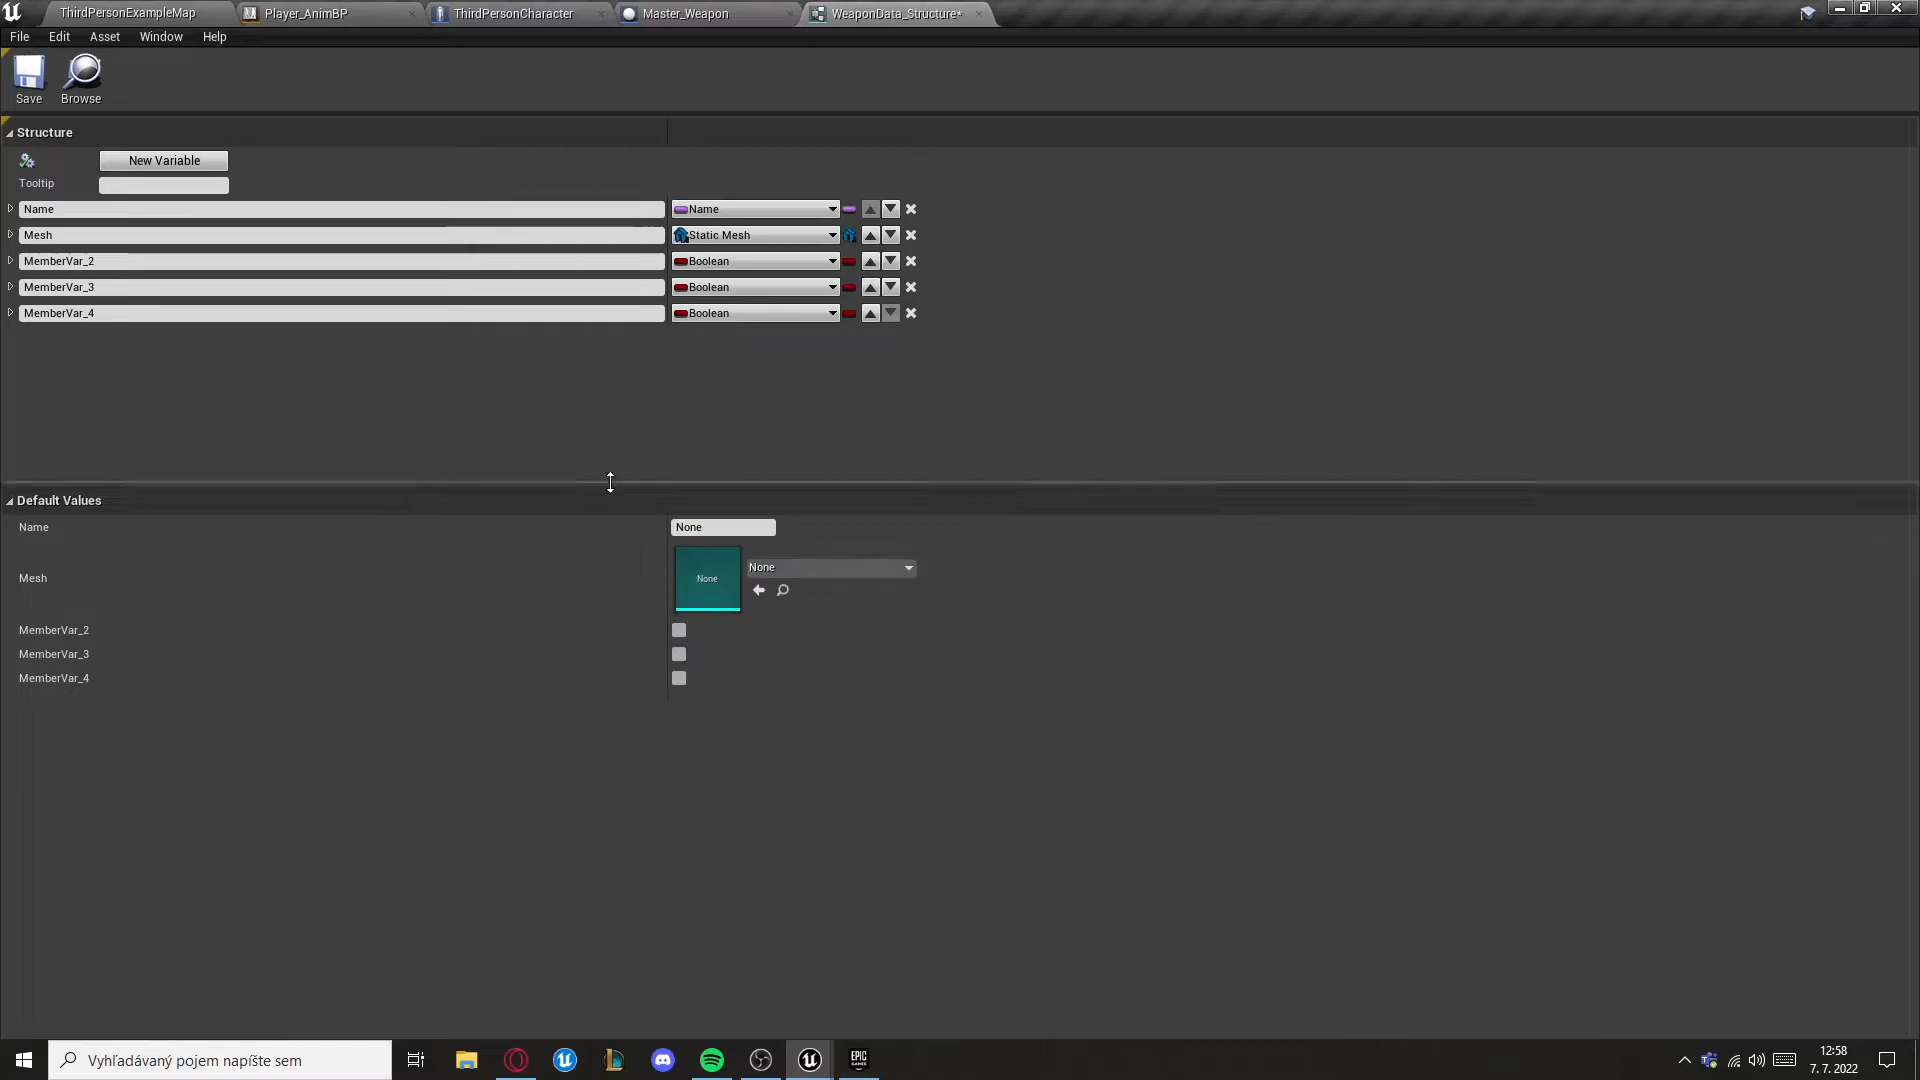 ThirdPersonExampleMap
Player_AnimBP
ThirdPersonCharacter
Master_Weapon
WeaponData_Structure*
File Edit Asset Window Help
Save Browse
Structure
New Variable
Tooltip
Name Name
Mesh Static Mesh
MemberVar_2 Boolean
MemberVar_3 Boolean
MemberVar_4 Boolean
Default Values
Name None
Mesh None None
MemberVar_2
MemberVar_3
MemberVar_4
Vyhľadávaný pojem napíšte sem
EPIC GAMES
12:58
7. 7. 2022